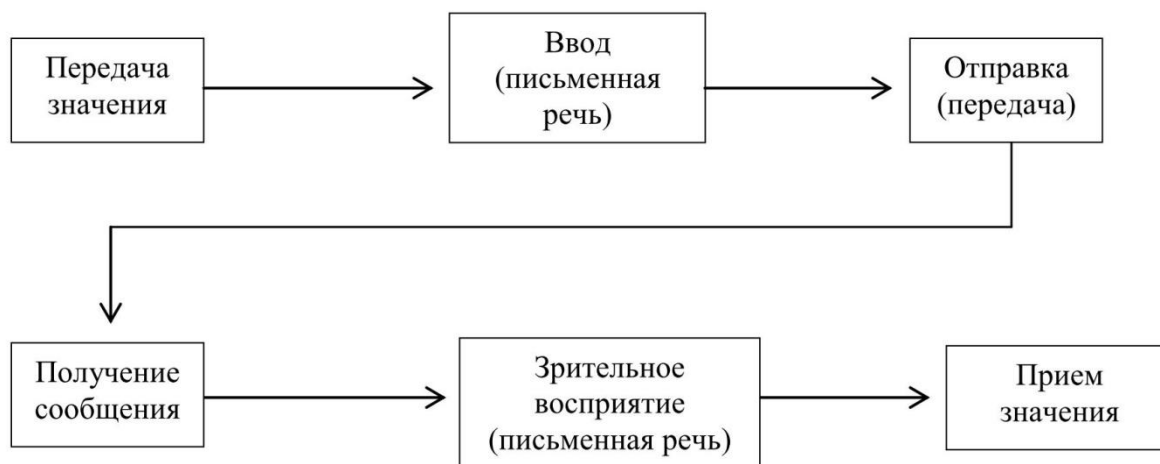 Передача
значения
Ввод
(письменная
речь)
Отправка
(передача)
Получение
сообщения
Зрительное
восприятие
(письменная речь)
Прием
значения